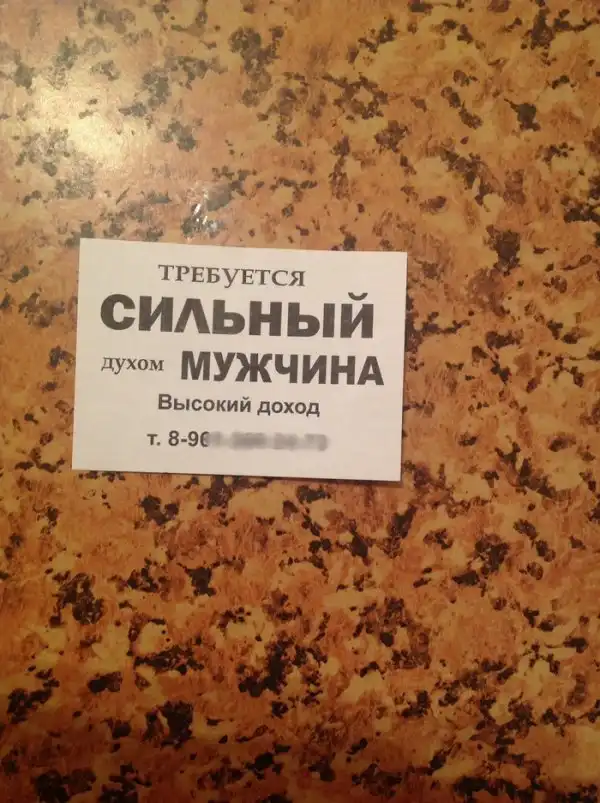 ТРЕБУЕТСЯ
СИЛЬНЫЙ
духом МУЖЧИНА
Высокий доход
т. 8-96